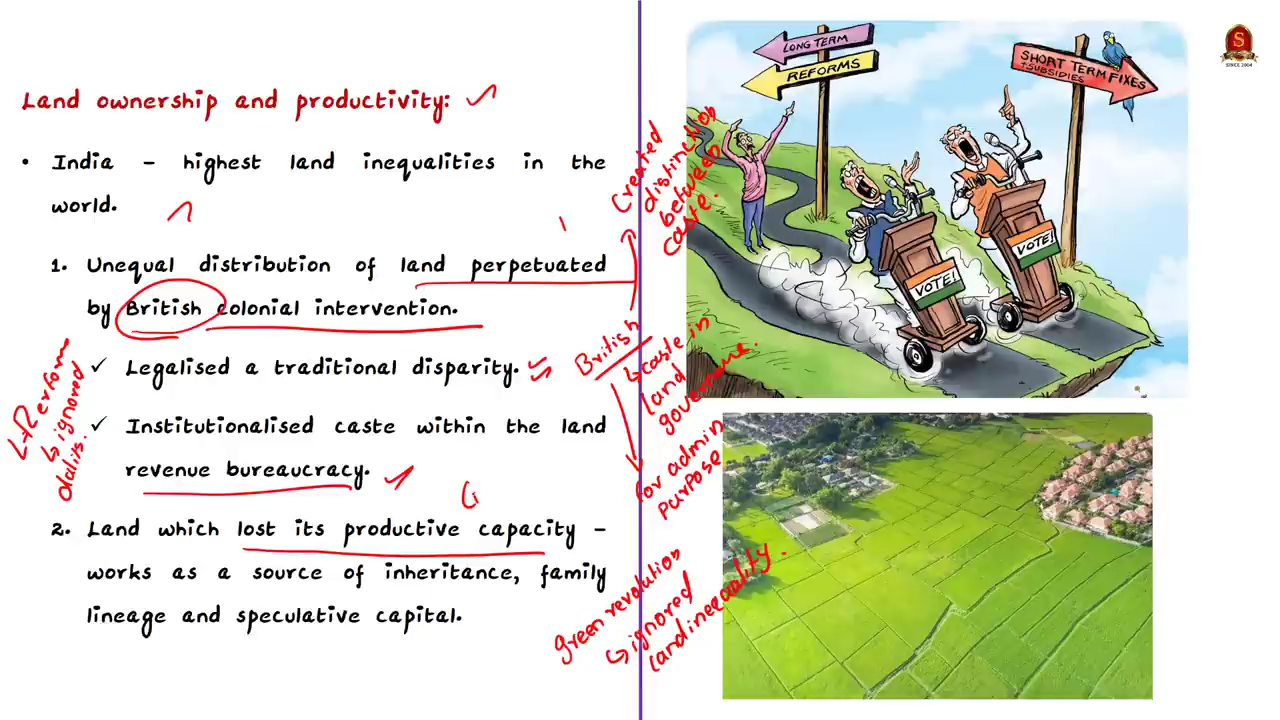 Land ownership and productivity:
• India – highest land inequalities in the
world.
1. Unequal distribution of land perpetuated
by British colonial intervention.
✓ Legalised a traditional disparity.
✓ Institutionalised caste within the land
revenue bureaucracy.
2. Land which lost its productive capacity –
works as a source of inheritance, family
lineage and speculative capital.
ignored
dalits.
Created
distinction
between
caste.
British
↳ caste in
land
governance.
for admin
purpose
green revolution
↳ ignored
land inequality.
LONG TERM
REFORMS
SHORT TERM FIXES
+ SUBSIDIES
VOTE!
VOTE!
S
SINCE 2004